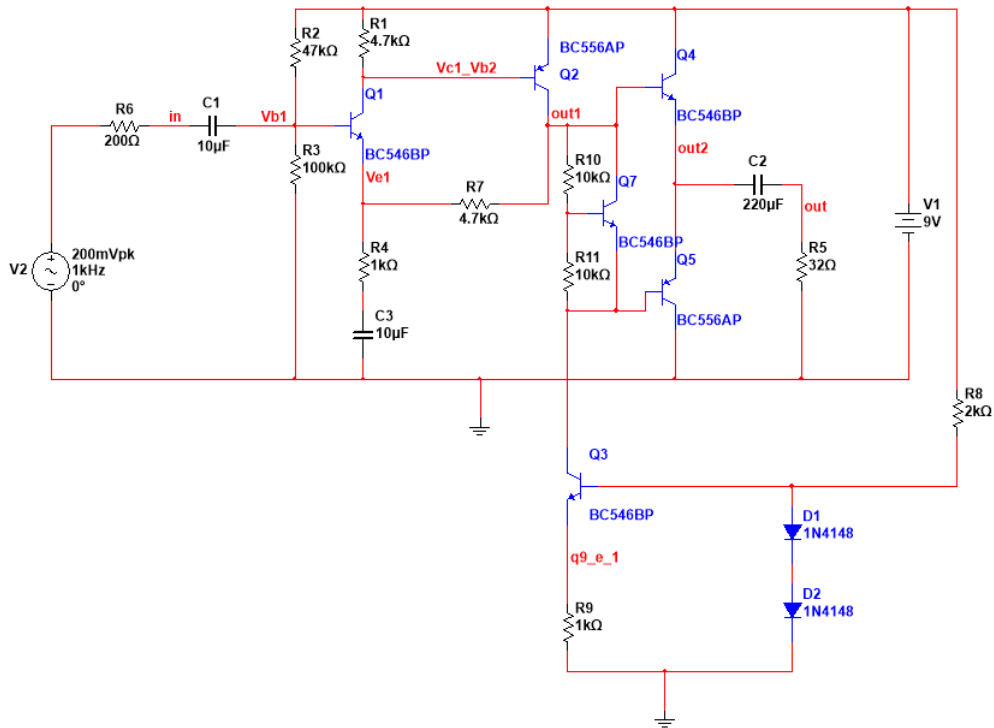 R2
47kΩ
R1
4.7kΩ
BC556AP
Q2
Vc1_Vb2
Q4
BC546BP
Q1
R6
200Ω
in
C1
10µF
Vb1
out1
BC546BP
R3
100kΩ
Ve1
R7
4.7kΩ
R10
10kΩ
Q7
out2
C2
220µF
out
V1
9V
R4
1kΩ
BC546BP
R11
10kΩ
Q5
R5
32Ω
V2
200mVpk
1kHz
0°
C3
10µF
BC556AP
R8
2kΩ
Q3
BC546BP
D1
1N4148
q9_e_1
D2
1N4148
R9
1kΩ